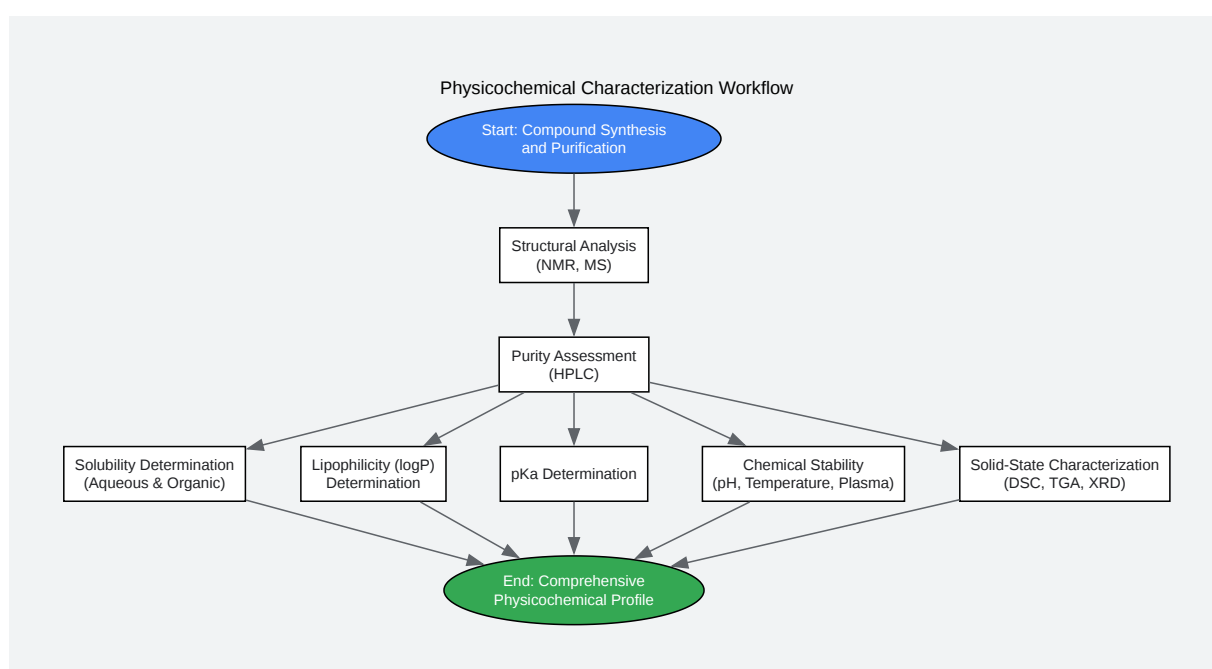 Physicochemical Characterization Workflow
Start: Compound Synthesis
and Purification
Structural Analysis
(NMR, MS)
Purity Assessment
(HPLC)
Solubility Determination
(Aqueous & Organic)
Lipophilicity (logP)
Determination
pKa Determination
Chemical Stability
(pH, Temperature, Plasma)
Solid-State Characterization
(DSC, TGA, XRD)
End: Comprehensive
Physicochemical Profile